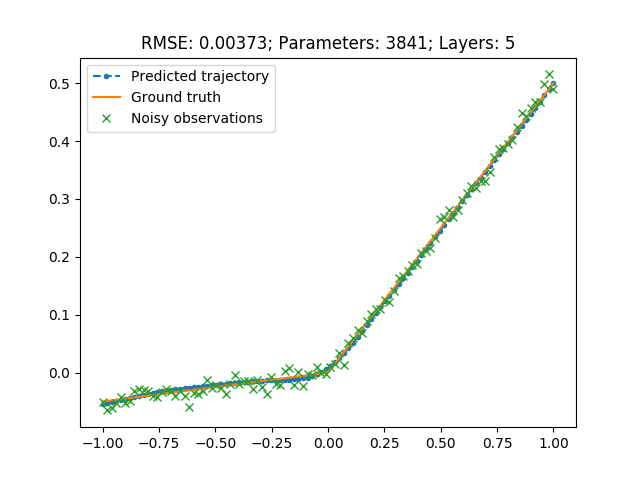 RMSE: 0.00373; Parameters: 3841; Layers: 5
Predicted trajectory
Ground truth
Noisy observations
0.5
0.4
0.3
0.2
0.1
0.0
−1.00 −0.75 −0.50 −0.25 0.00 0.25 0.50 0.75 1.00